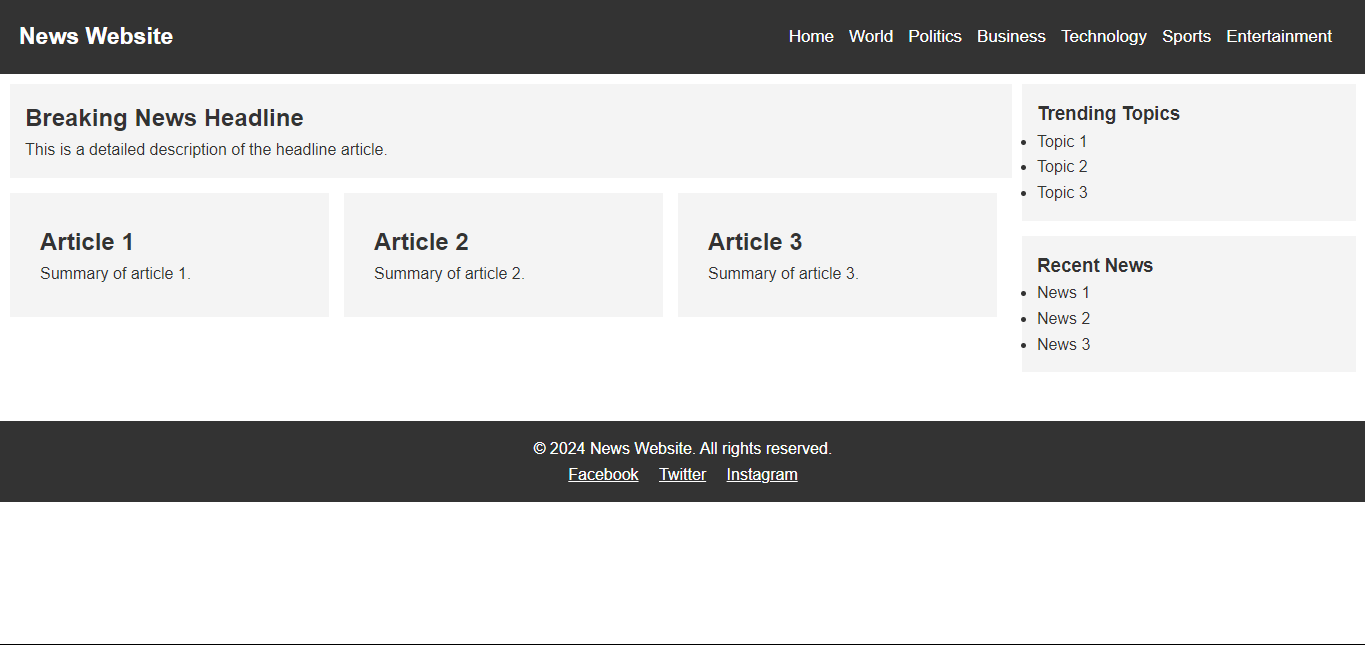 News Website
Home World Politics Business Technology Sports Entertainment
Breaking News Headline
This is a detailed description of the headline article.
Article 1
Summary of article 1.
Article 2
Summary of article 2.
Article 3
Summary of article 3.
Trending Topics
Topic 1
Topic 2
Topic 3
Recent News
News 1
News 2
News 3
© 2024 News Website. All rights reserved.
Facebook Twitter Instagram